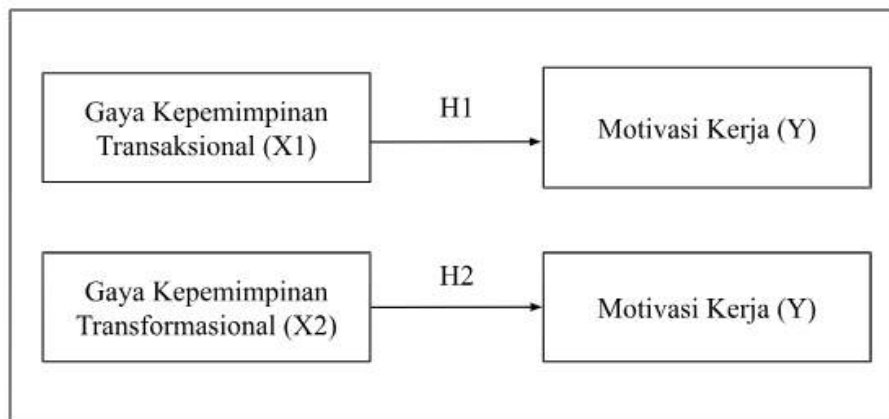 Gaya Kepemimpinan
Transaksional (X1)
H1
Motivasi Kerja (Y)
Gaya Kepemimpinan
Transformasional (X2)
H2
Motivasi Kerja (Y)